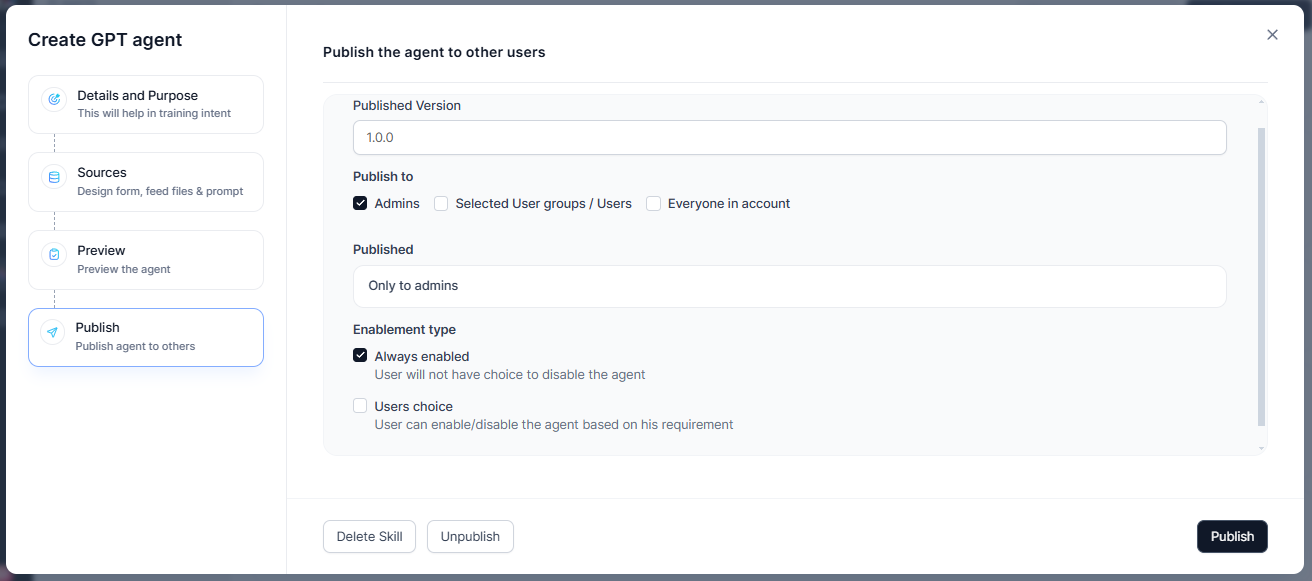 Create GPT agent
Details and Purpose
This will help in training intent
Sources
Design form, feed files & prompt
Preview
Preview the agent
Publish
Publish agent to others
Publish the agent to other users
Published Version
1.0.0
Publish to
Admins Selected User groups / Users Everyone in account
Published
Only to admins
Enablement type
Always enabled
User will not have choice to disable the agent
Users choice
User can enable/disable the agent based on his requirement
Delete Skill Unpublish Publish